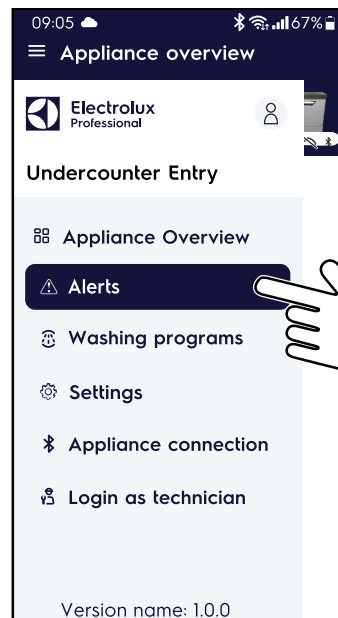 09:05 67%
Appliance overview
Electrolux
Professional
Undercounter Entry
Appliance Overview
Alerts
Washing programs
Settings
Appliance connection
Login as technician
Version name: 1.0.0